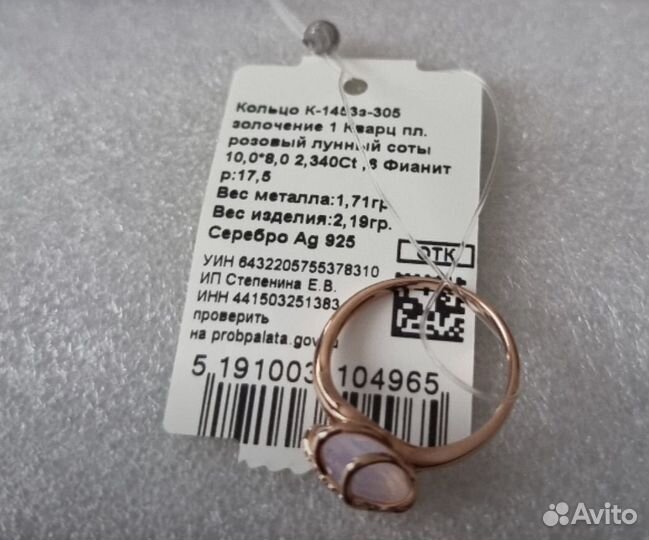 Кольцо К-1453з-305
золочение 1 Кварц пл.
розовый лунный соты
10,0*8,0 2,340Ct ,6 Фианит
р:17,5
Вес металла:1,71гр
Вес изделия:2,19гр.
Серебро Ag 925
ОТК
УИН 6432205755378310
ИП Степенина Е.В.
ИНН 441503251383
проверить
на probpalata.gov
5 191003 104965
Avito